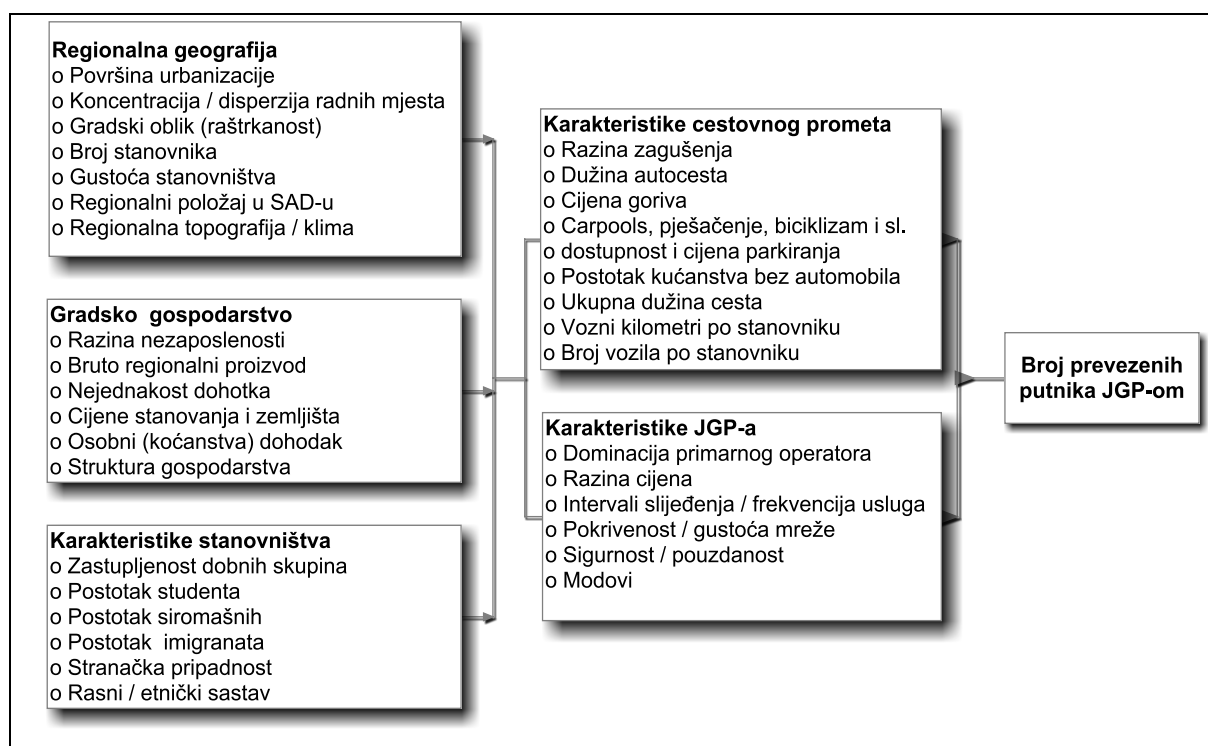 Regionalna geografija
o Površina urbanizacije
o Koncentracija / disperzija radnih mjesta
o Gradski oblik (raštrkanost)
o Broj stanovnika
o Gustoća stanovništva
o Regionalni položaj u SAD-u
o Regionalna topografija / klima
Gradsko gospodarstvo
o Razina nezaposlenosti
o Bruto regionalni proizvod
o Nejednakost dohotka
o Cijene stanovanja i zemljišta
o Osobni (koćanstva) dohodak
o Struktura gospodarstva
Karakteristike stanovništva
o Zastupljenost dobnih skupina
o Postotak studenta
o Postotak siromašnih
o Postotak imigranata
o Stranačka pripadnost
o Rasni / etnički sastav
Karakteristike cestovnog prometa
o Razina zagušenja
o Dužina autocesta
o Cijena goriva
o Carpools, pješačenje, biciklizam i sl.
o dostupnost i cijena parkiranja
o Postotak kućanstva bez automobila
o Ukupna dužina cesta
o Vozni kilometri po stanovniku
o Broj vozila po stanovniku
Karakteristike JGP-a
o Dominacija primarnog operatora
o Razina cijena
o Intervali slijeđenja / frekvencija usluga
o Pokrivenost / gustoća mreže
o Sigurnost / pouzdanost
o Modovi
Broj prevezenih
putnika JGP-om